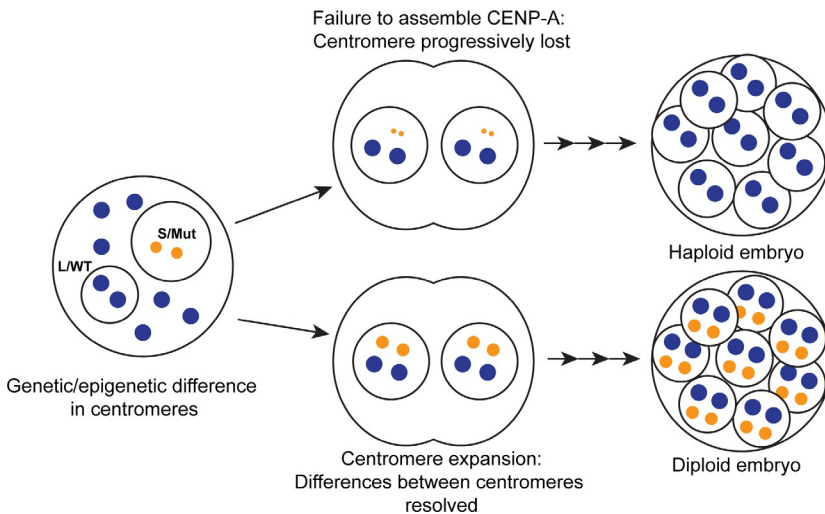 Failure to assemble CENP-A:
Centromere progressively lost
S/Mut
L/WT
Genetic/epigenetic difference
in centromeres
Haploid embryo
Centromere expansion:
Differences between centromeres
resolved
Diploid embryo